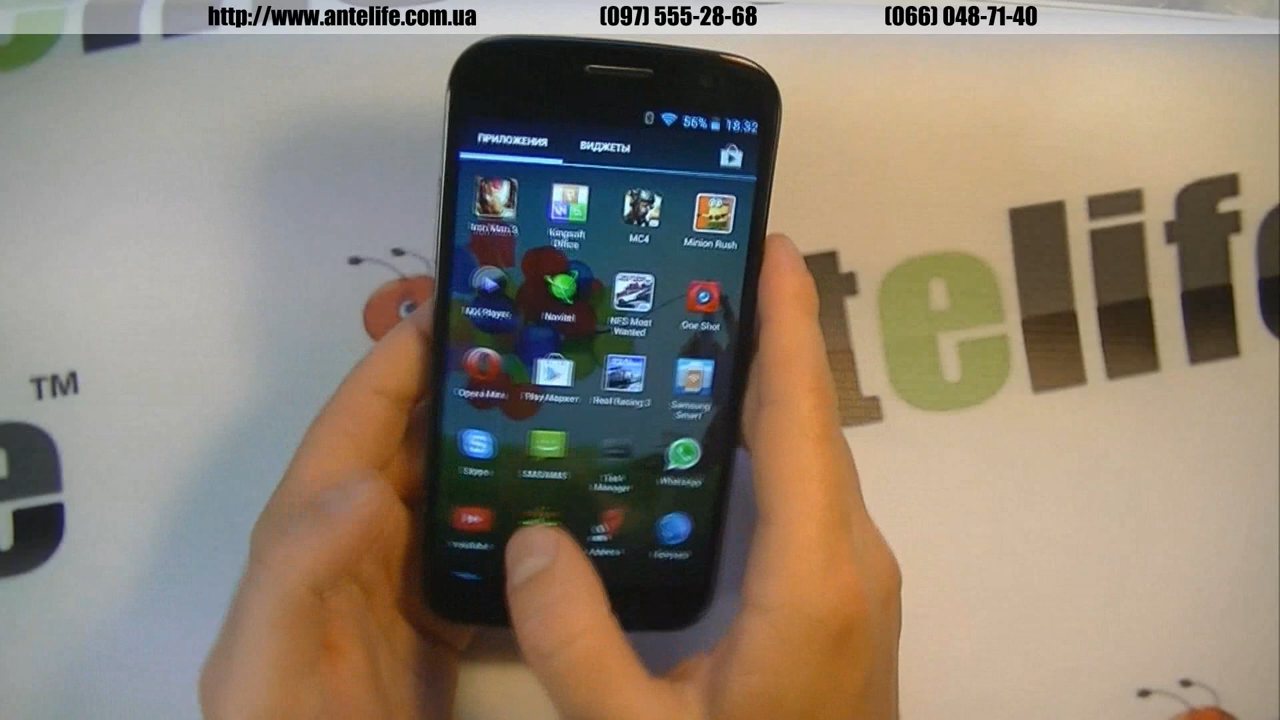 http://www.antelife.com.ua (097) 555-28-68 (066) 048-71-40
56% 18:32
ПРИЛОЖЕНИЯ ВИДЖЕТЫ
Iron Man 3 Kingsoft Office MC4 Minion Rush
MX Player Navitel NFS Most Wanted One Shot
Opera Mini Play Маркет Real Racing 3 Samsung Smart
Skype SMS/MMS Task Manager WhatsApp
YouTube
telife
TM
e